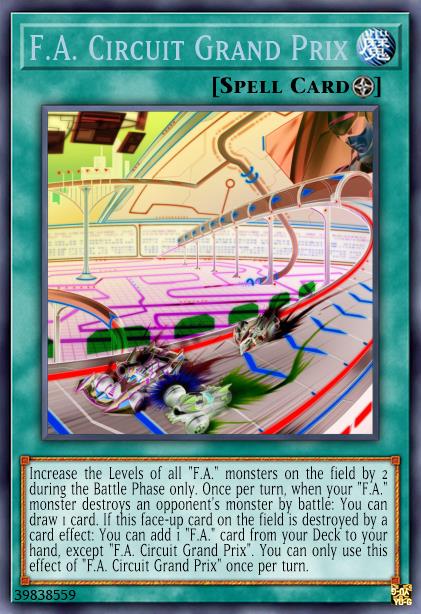 F.A. Circuit Grand Prix 魔
[Spell Card]
Increase the Levels of all "F.A." monsters on the field by 2
during the Battle Phase only. Once per turn, when your "F.A."
monster destroys an opponent's monster by battle: You can
draw 1 card. If this face-up card on the field is destroyed by a
card effect: You can add 1 "F.A." card from your Deck to your
hand, except "F.A. Circuit Grand Prix". You can only use this
effect of "F.A. Circuit Grand Prix" once per turn.
39838559